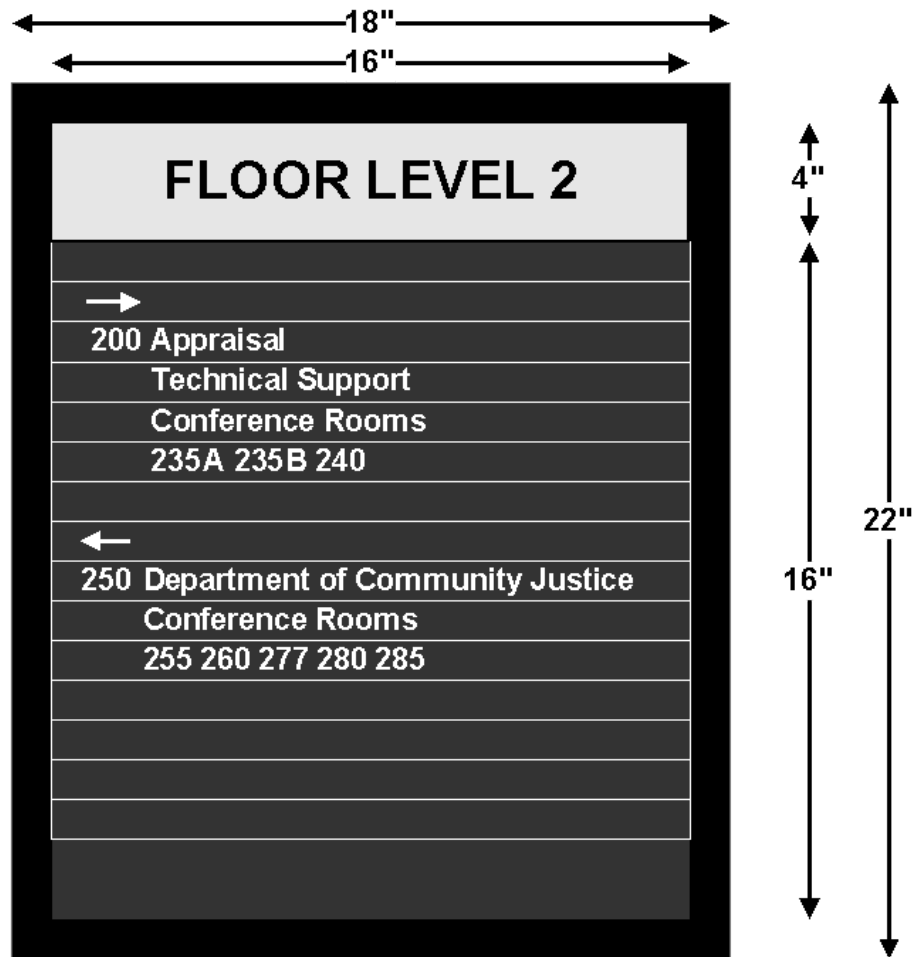 18"
16"
FLOOR LEVEL 2
4"
200 Appraisal
Technical Support
Conference Rooms
235A 235B 240
22"
16"
250 Department of Community Justice
Conference Rooms
255 260 277 280 285